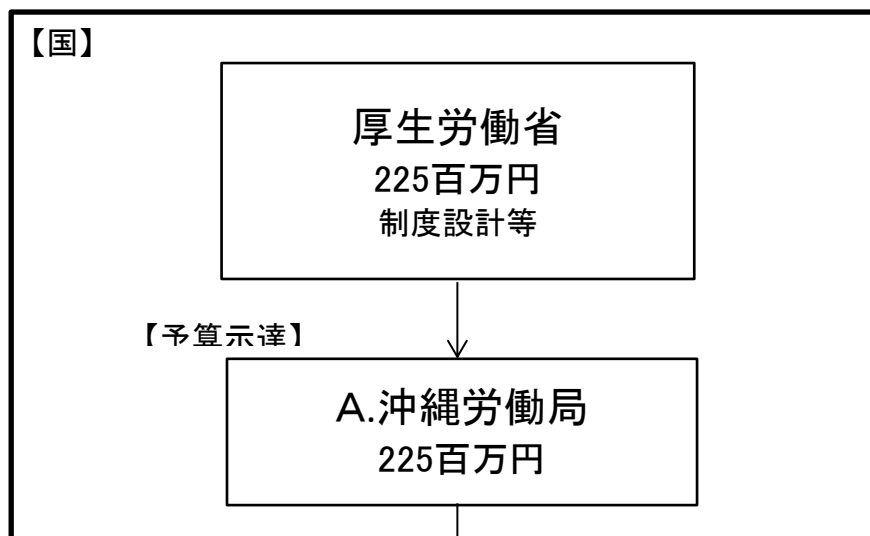 【国】
厚生労働省
225百万円
制度設計等
【予算示達】
A.沖縄労働局
225百万円